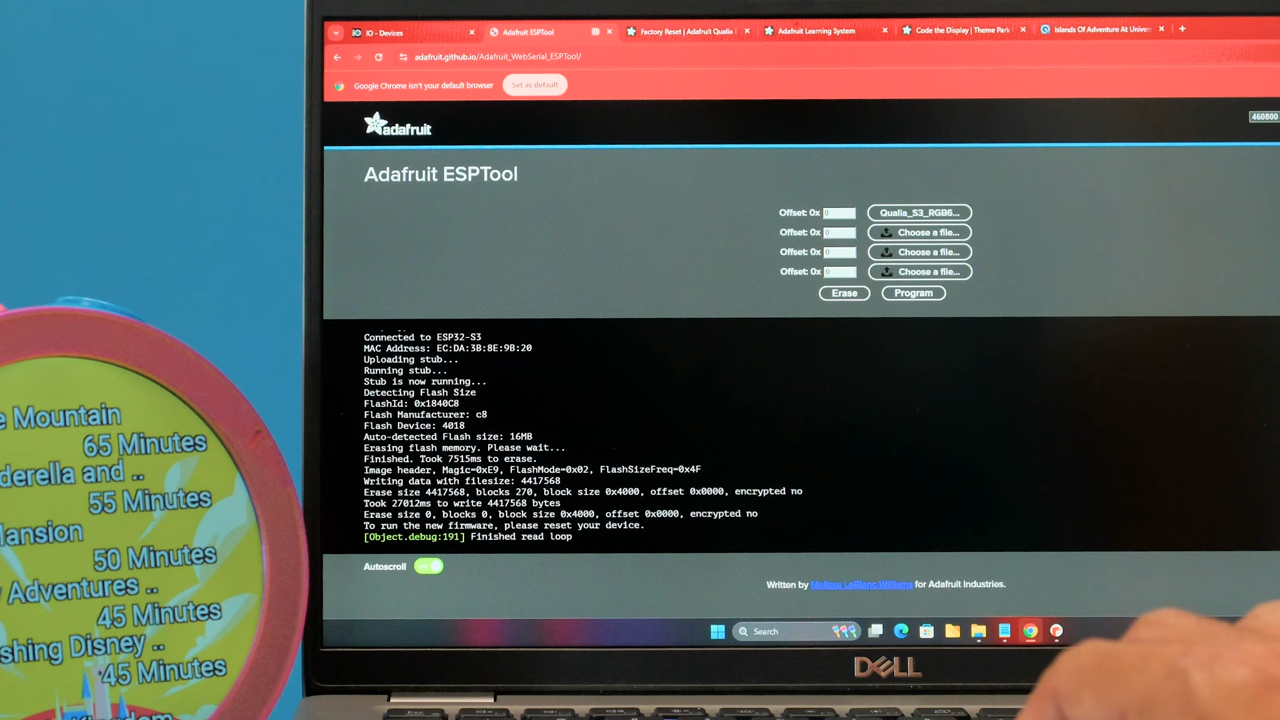 IO - Devices
Adafruit ESPTool
Factory Reset | Adafruit Qualia
Adafruit Learning System
Code the Display | Theme Park
Islands Of Adventure At Univer
adafruit.github.io/Adafruit_WebSerial_ESPTool/
Google Chrome isn't your default browser
Set as default
adafruit
460800
Adafruit ESPTool
Offset: 0x 0 Qualia_S3_RGB6...
Offset: 0x 0 Choose a file...
Offset: 0x 0 Choose a file...
Offset: 0x 0 Choose a file...
Erase Program
Connected to ESP32-S3
MAC Address: EC:DA:3B:8E:9B:20
Uploading stub...
Running stub...
Stub is now running...
Detecting Flash Size
FlashId: 0x1840C8
Flash Manufacturer: c8
Flash Device: 4018
Auto-detected Flash size: 16MB
Erasing flash memory. Please wait...
Finished. Took 7515ms to erase.
Image header, Magic=0xE9, FlashMode=0x02, FlashSizeFreq=0x4F
Writing data with filesize: 4417568
Erase size 4417568, blocks 270, block size 0x4000, offset 0x0000, encrypted no
Took 27012ms to write 4417568 bytes
Erase size 0, blocks 0, block size 0x4000, offset 0x0000, encrypted no
To run the new firmware, please reset your device.
[Object.debug:191] Finished read loop
Autoscroll
Written by Melissa LeBlanc-Williams for Adafruit Industries.
Search
DELL
e Mountain
65 Minutes
derella and ..
55 Minutes
Mansion
50 Minutes
Adventures ..
45 Minutes
shing Disney ..
45 Minutes